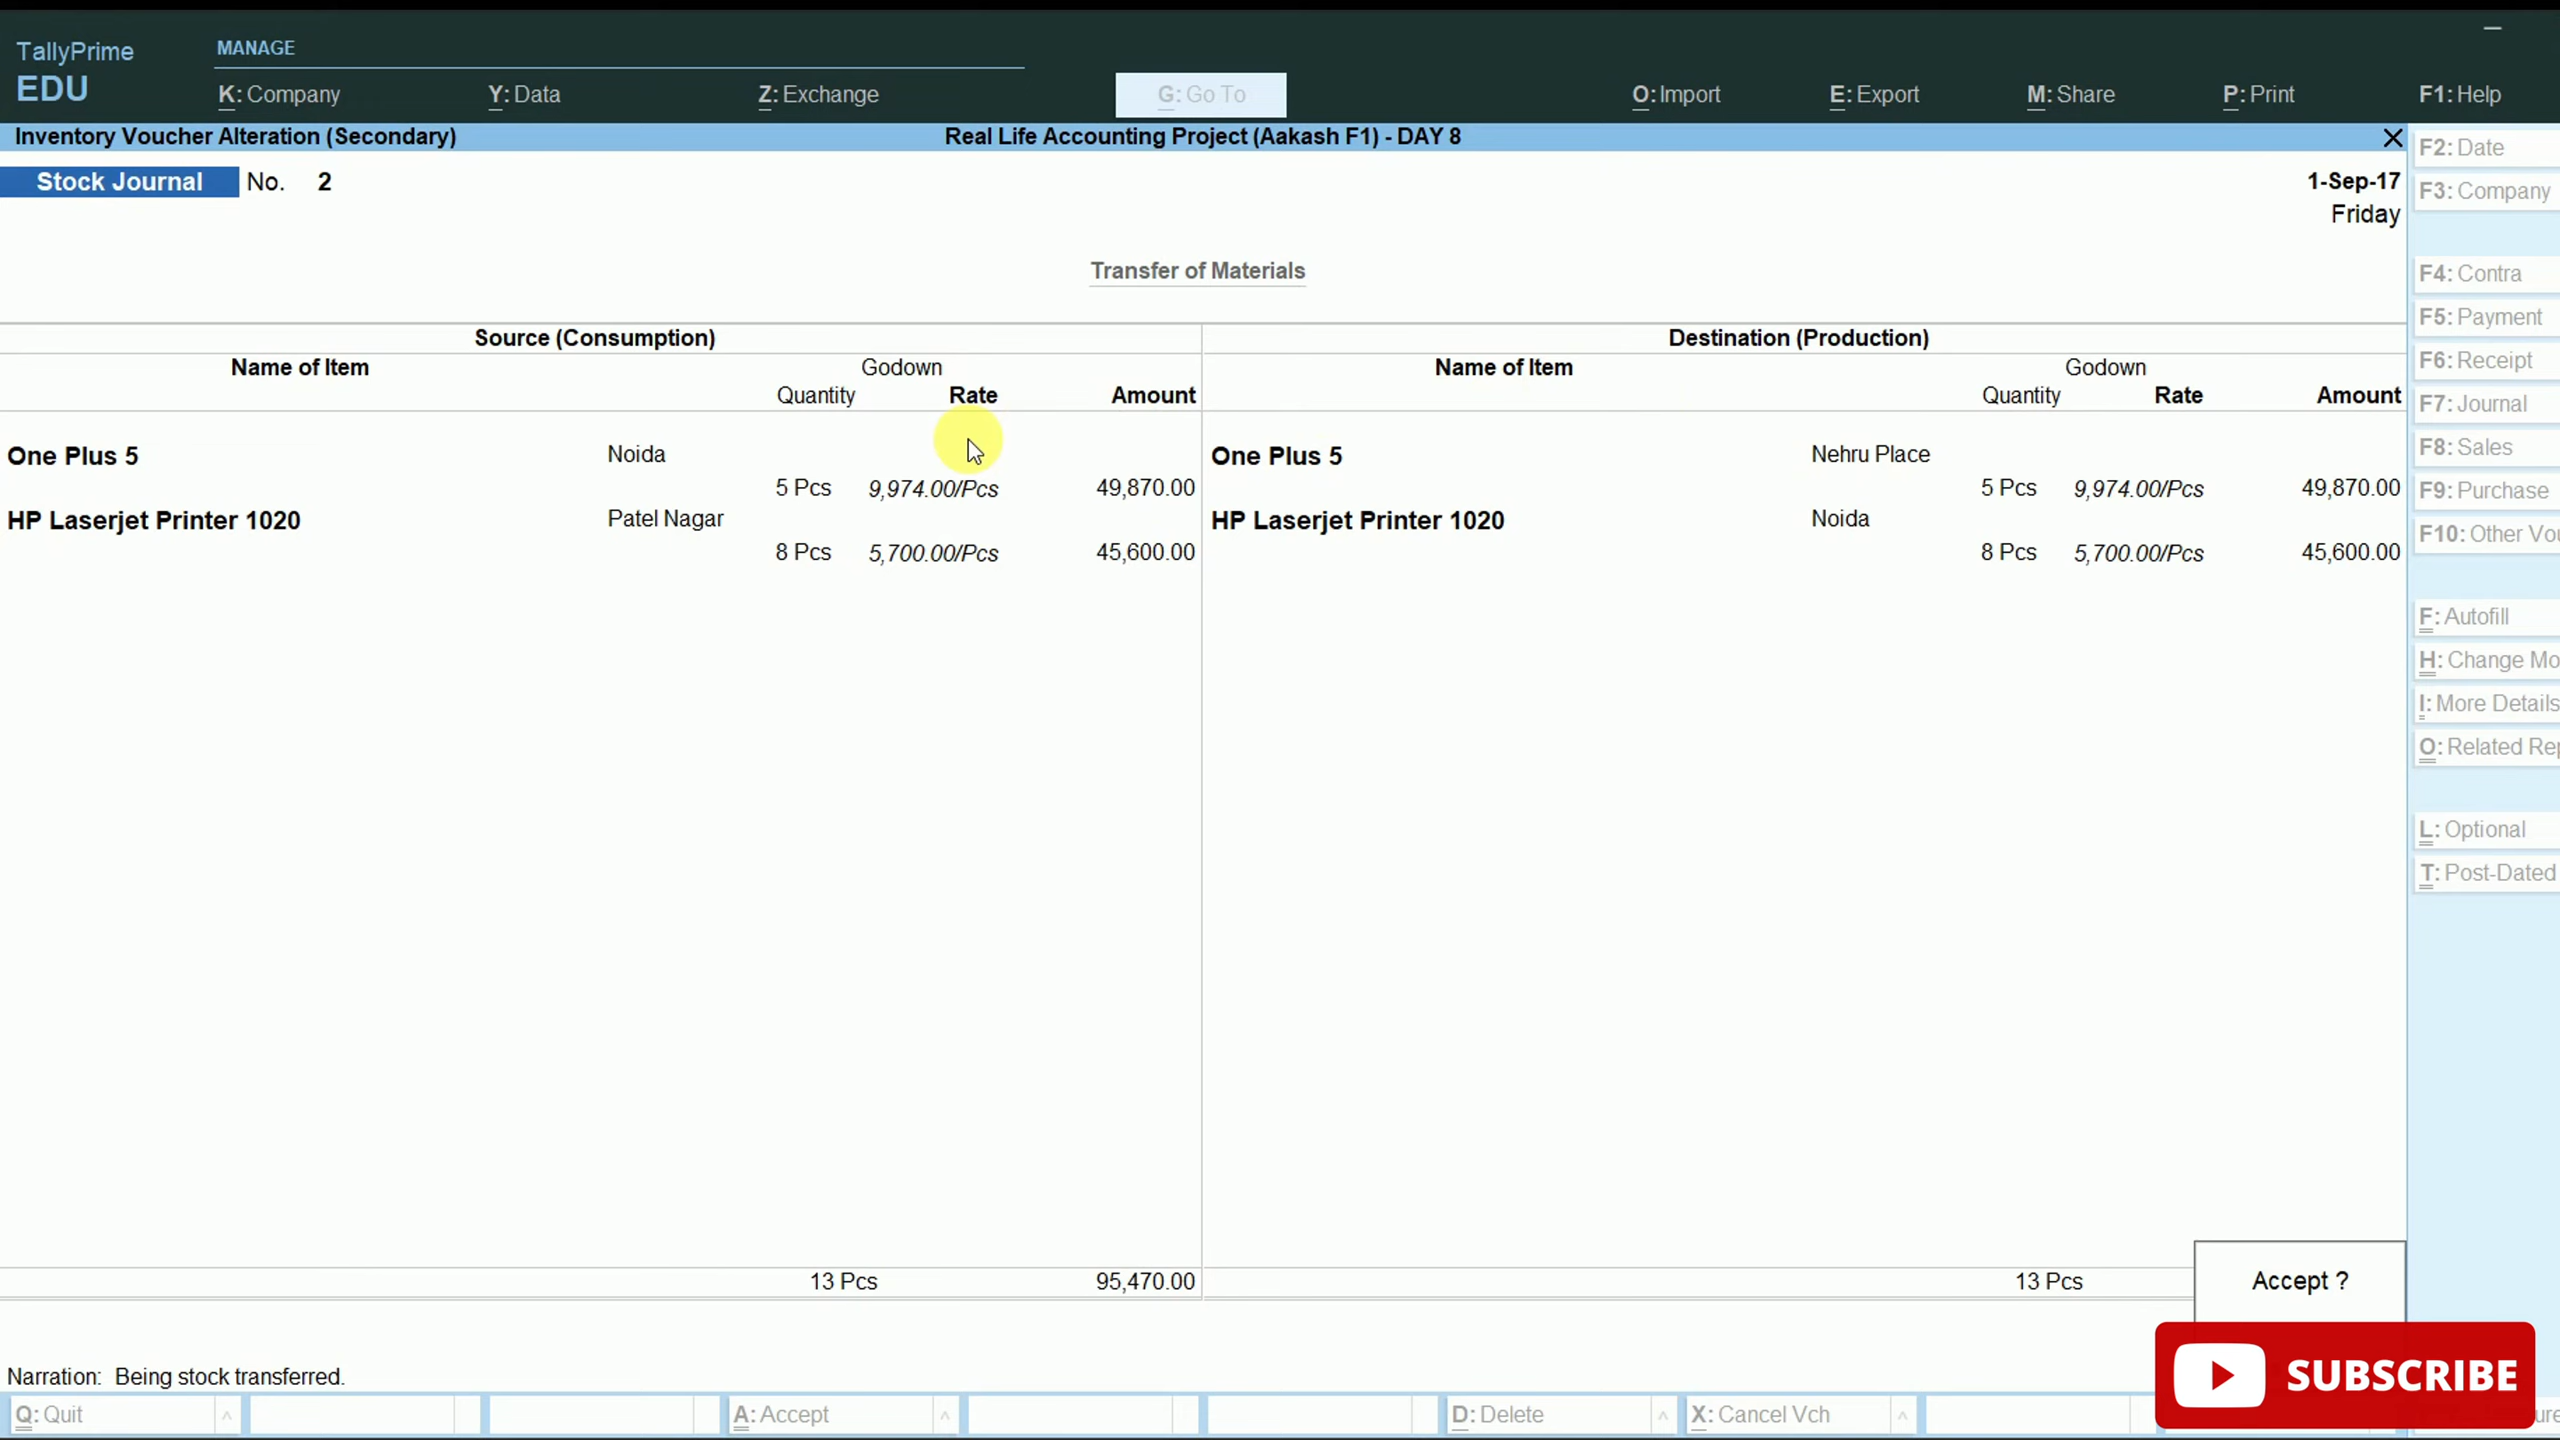 TallyPrime
EDU
MANAGE
K: Company Y: Data Z: Exchange G: Go To O: Import E: Export M: Share P: Print F1: Help
Inventory Voucher Alteration (Secondary) Real Life Accounting Project (Aakash F1) - DAY 8
Stock Journal No. 2 1-Sep-17
Friday
Transfer of Materials
Source (Consumption) Destination (Production)
Name of Item Godown Name of Item Godown
Quantity Rate Amount Quantity Rate Amount
One Plus 5 Noida One Plus 5 Nehru Place
5 Pcs 9,974.00/Pcs 49,870.00 5 Pcs 9,974.00/Pcs 49,870.00
HP Laserjet Printer 1020 Patel Nagar HP Laserjet Printer 1020 Noida
8 Pcs 5,700.00/Pcs 45,600.00 8 Pcs 5,700.00/Pcs 45,600.00
13 Pcs 95,470.00 13 Pcs
Accept ?
Narration: Being stock transferred.
Q: Quit A: Accept D: Delete X: Cancel Vch
F2: Date
F3: Company
F4: Contra
F5: Payment
F6: Receipt
F7: Journal
F8: Sales
F9: Purchase
F10: Other
F: Autofill
H: Change
I: More Details
O: Related
L: Optional
T: Post-Dated
SUBSCRIBE